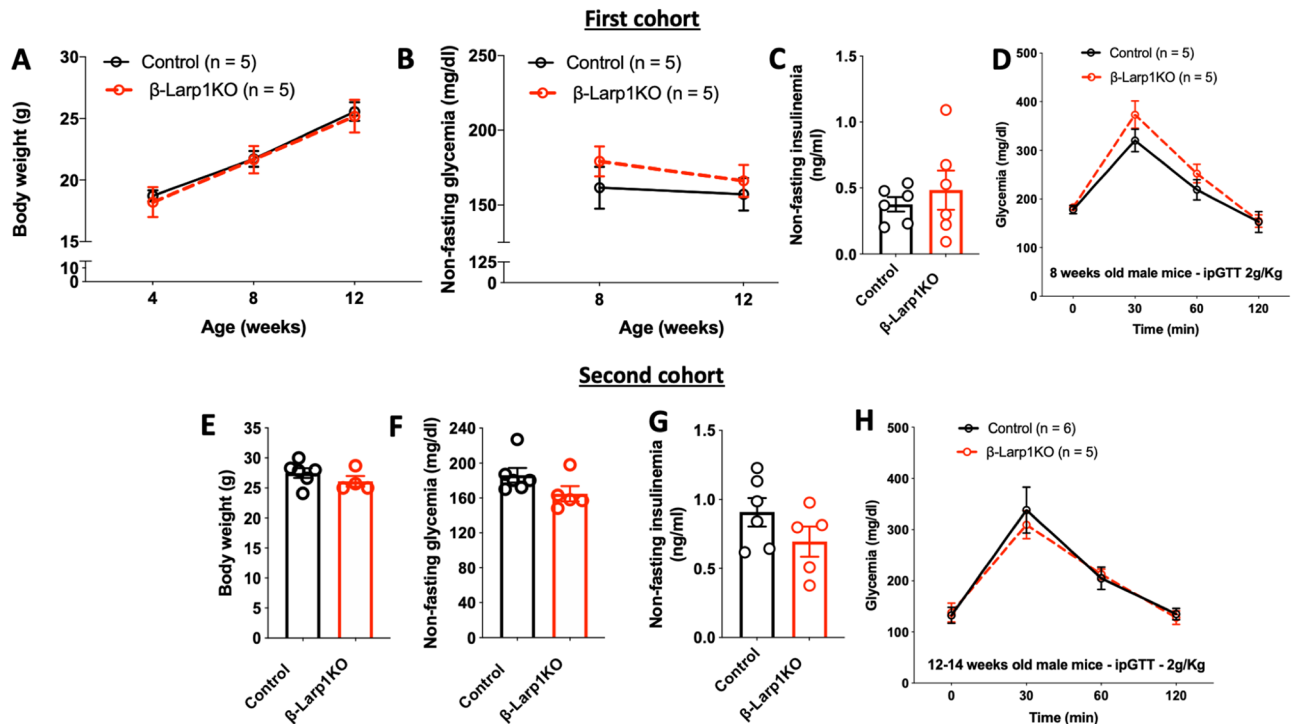 First cohort
A
Body weight (g)
30
25
20
15
10
0
Control (n = 5)
β-Larp1KO (n = 5)
4
8
12
Age (weeks)
B
Non-fasting glycemia (mg/dl)
250
200
150
125
0
Control (n = 5)
β-Larp1KO (n = 5)
8
12
Age (weeks)
C
Non-fasting insulinemia
(ng/ml)
1.5
1.0
0.5
0.0
Control
β-Larp1KO
D
Glycemia (mg/dl)
500
400
300
200
100
0
Control (n = 5)
β-Larp1KO (n = 5)
8 weeks old male mice - ipGTT 2g/Kg
0
30
60
120
Time (min)
Second cohort
E
Body weight (g)
35
30
25
20
15
10
5
0
Control
β-Larp1KO
F
Non-fasting glycemia (mg/dl)
240
200
160
120
80
40
0
Control
β-Larp1KO
G
Non-fasting insulinemia
(ng/ml)
1.5
1.0
0.5
0.0
Control
β-Larp1KO
H
Glycemia (mg/dl)
500
400
300
200
100
0
Control (n = 6)
β-Larp1KO (n = 5)
12-14 weeks old male mice - ipGTT - 2g/Kg
0
30
60
120
Time (min)